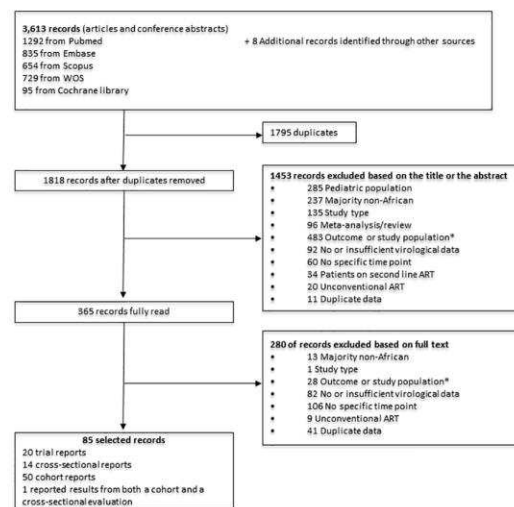 3,613 records (articles and conference abstracts)
1292 from Pubmed + 8 Additional records identified through other sources
835 from Embase
654 from Scopus
729 from WOS
95 from Cochrane library
1795 duplicates
1818 records after duplicates removed
1453 records excluded based on the title or the abstract
• 285 Pediatric population
• 237 Majority non-African
• 135 Study type
• 96 Meta-analysis/review
• 483 Outcome or study population*
• 92 No or insufficient virological data
• 60 No specific time point
• 34 Patients on second line ART
• 20 Unconventional ART
• 11 Duplicate data
365 records fully read
280 of records excluded based on full text
• 13 Majority non-African
• 1 Study type
• 28 Outcome or study population*
• 82 No or insufficient virological data
• 106 No specific time point
• 9 Unconventional ART
• 41 Duplicate data
85 selected records
20 trial reports
14 cross-sectional reports
50 cohort reports
1 reported results from both a cohort and a
cross-sectional evaluation